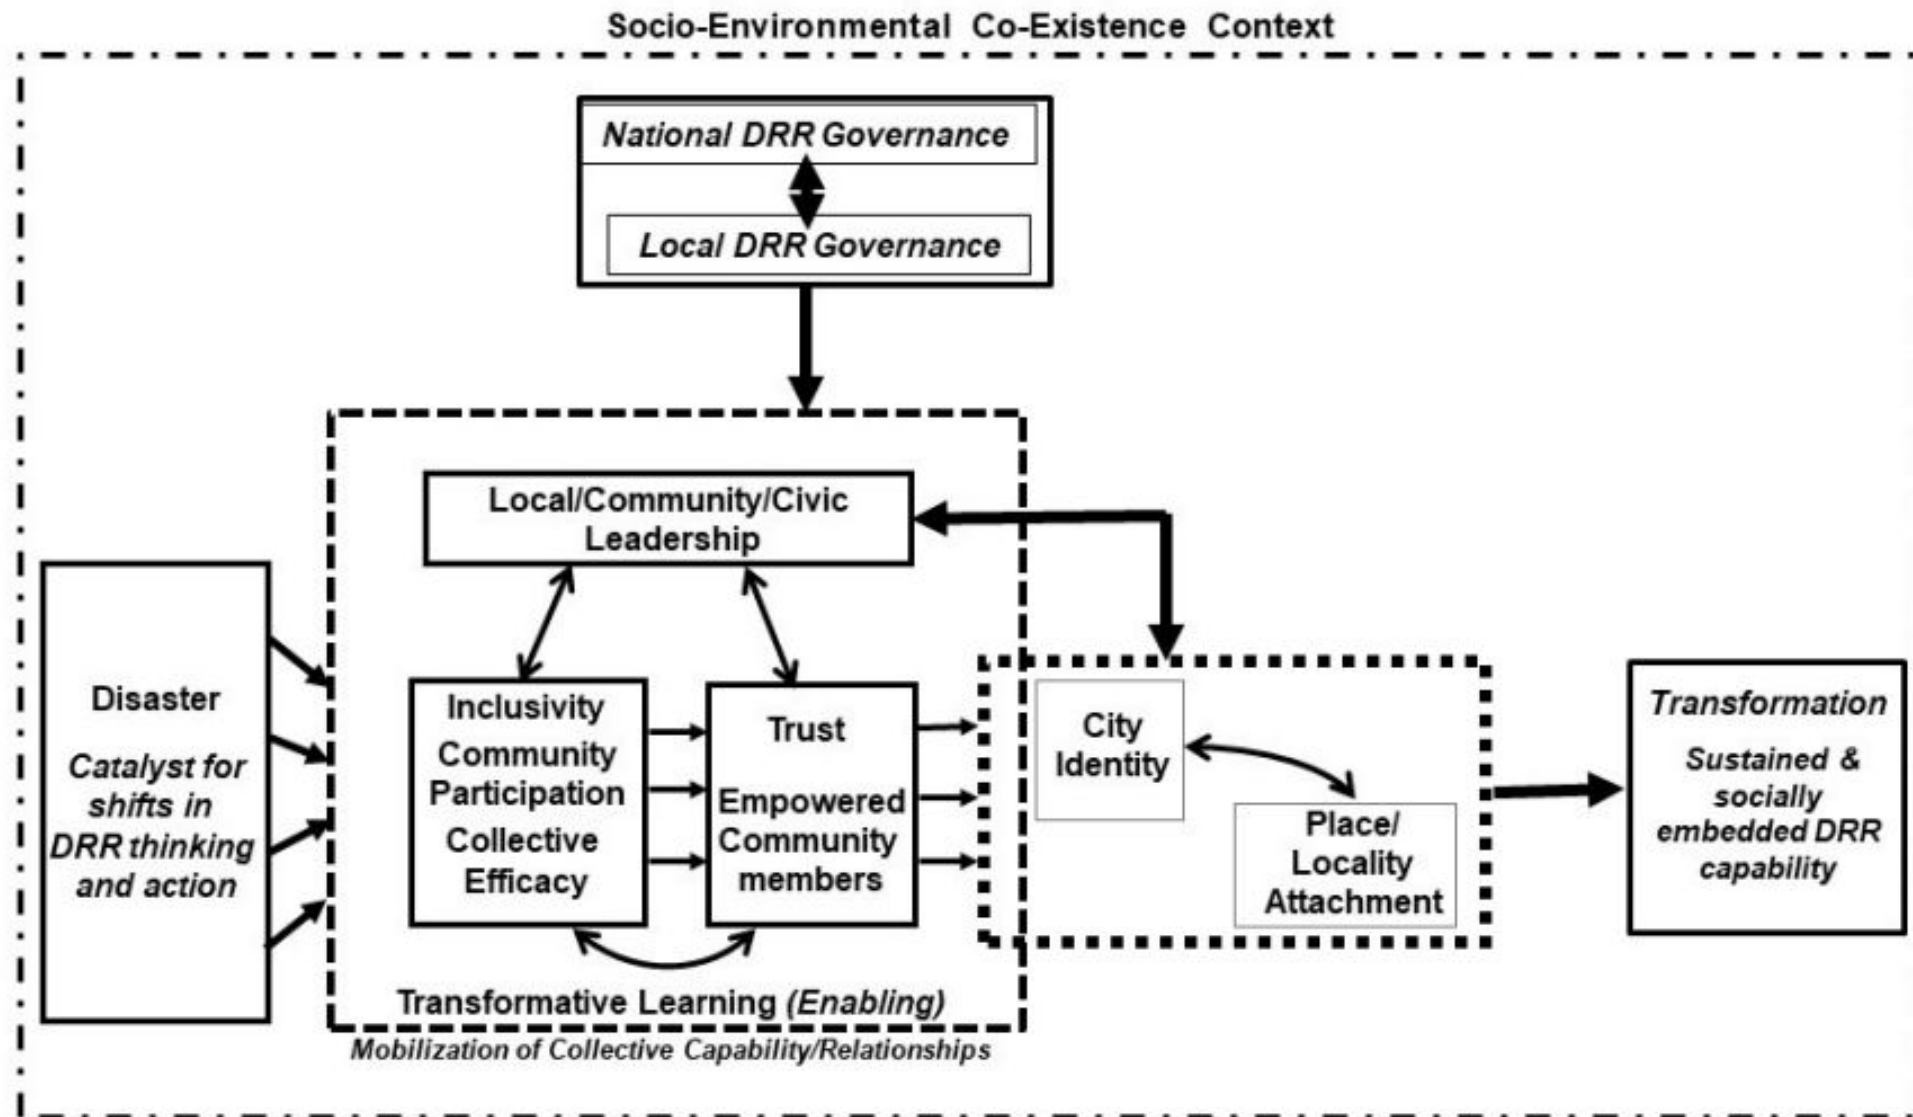 Socio-Environmental Co-Existence Context
National DRR Governance
Local DRR Governance
Local/Community/Civic
Leadership
Disaster
Catalyst for
shifts in
DRR thinking
and action
Inclusivity
Community
Participation
Collective
Efficacy
Trust
Empowered
Community
members
Transformative Learning (Enabling)
Mobilization of Collective Capability/Relationships
City
Identity
Place/
Locality
Attachment
Transformation
Sustained &
socially
embedded DRR
capability